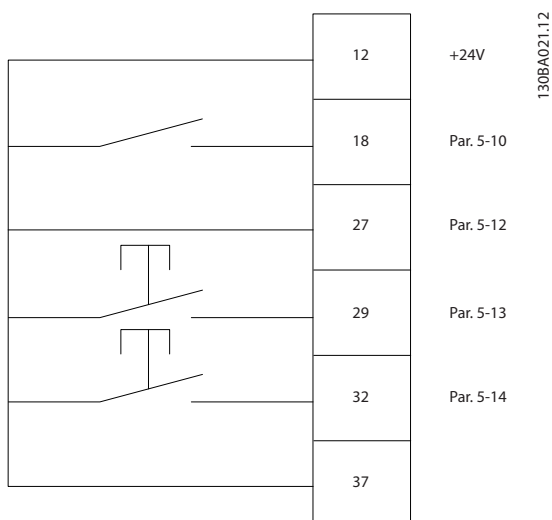 12 +24V
18 Par. 5-10
27 Par. 5-12
29 Par. 5-13
32 Par. 5-14
37
130BA021.12